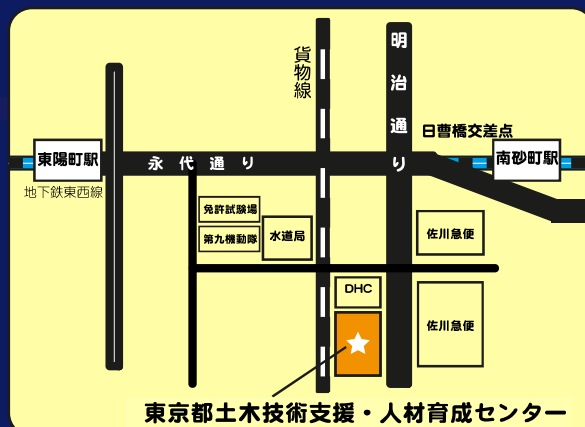 貨物線
明治通り
日曹橋交差点
東陽町駅
永代通り
南砂町駅
地下鉄東西線
免許試験場
第九機動隊
水道局
佐川急便
DHC
佐川急便
東京都土木技術支援・人材育成センター